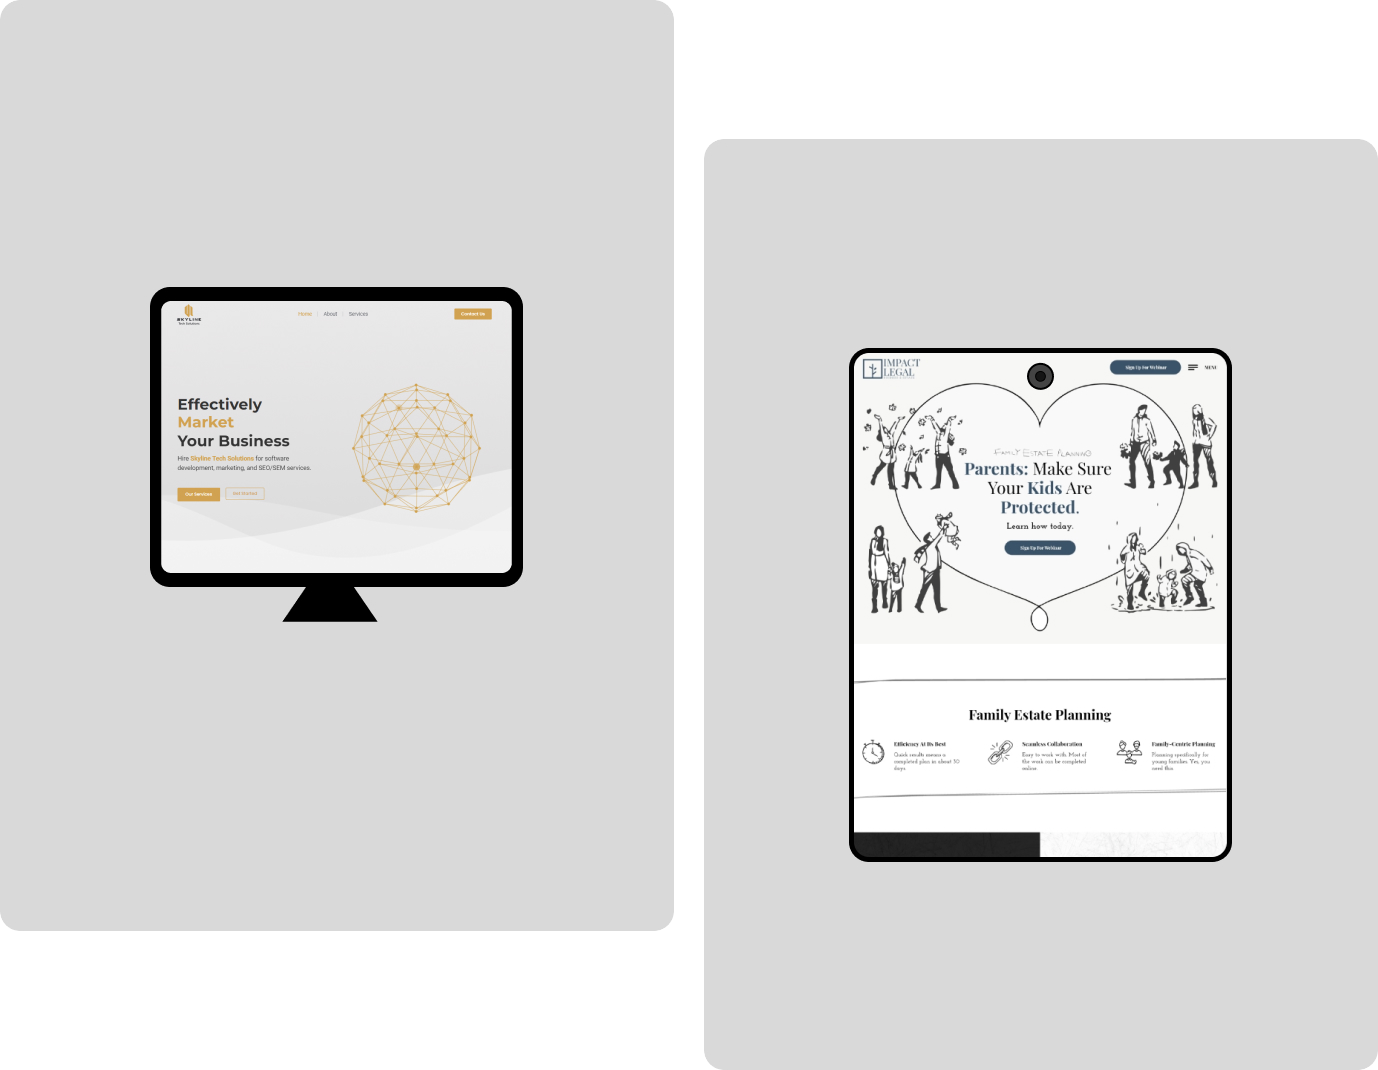 SKYLINE
Tech Solutions
Home
About
Services
Contact Us
Effectively
Market
Your Business
Hire Skyline Tech Solutions for software
development, marketing, and SEO/SEM services.
Our Services
Get Started
IMPACT
LEGAL
Sign Up For Webinar
MENU
FAMILY ESTATE PLANNING
Parents: Make Sure
Your Kids Are
Protected.
Learn how today.
Sign Up For Webinar
Family Estate Planning
Efficiency At Its Best
Quick results means a
completed plan in about 30
days.
Seamless Collaboration
Easy to work with. Most of
the work can be completed
online.
Family-Centric Planning
Planning specifically for
young families. Yes, you
need this.